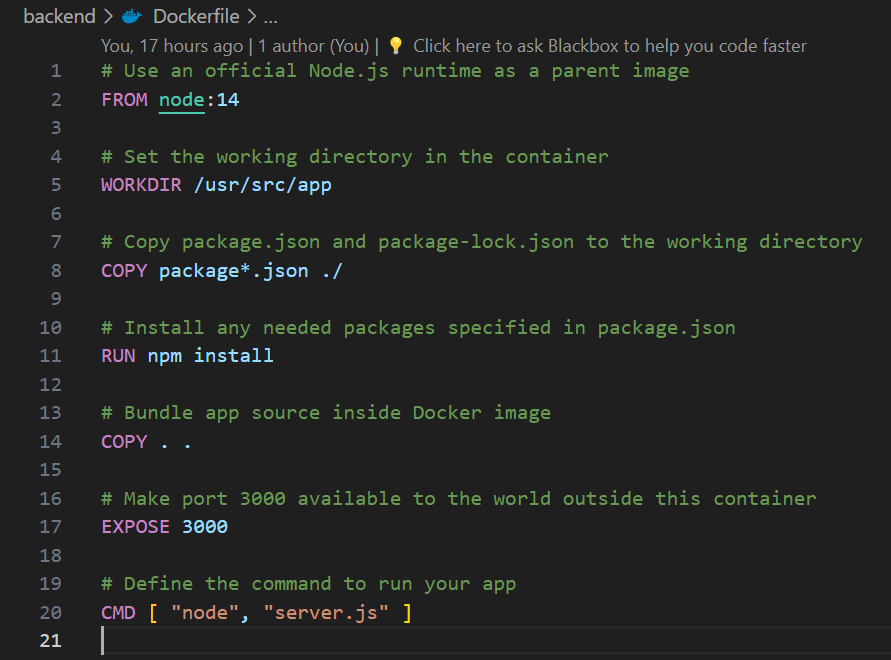 backend > Dockerfile > ...
You, 17 hours ago | 1 author (You) | Click here to ask Blackbox to help you code faster
1 # Use an official Node.js runtime as a parent image
2 FROM node:14
3
4 # Set the working directory in the container
5 WORKDIR /usr/src/app
6
7 # Copy package.json and package-lock.json to the working directory
8 COPY package*.json ./
9
10 # Install any needed packages specified in package.json
11 RUN npm install
12
13 # Bundle app source inside Docker image
14 COPY . .
15
16 # Make port 3000 available to the world outside this container
17 EXPOSE 3000
18
19 # Define the command to run your app
20 CMD [ "node", "server.js" ]
21